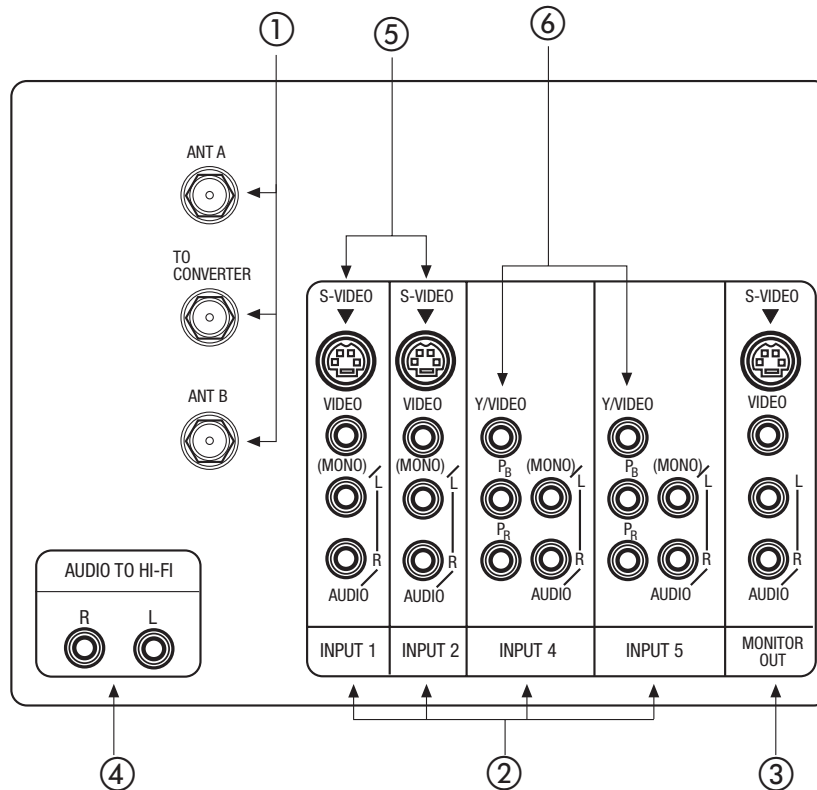 ① ⑤ ⑥
ANT A
TO
CONVERTER
ANT B
S-VIDEO S-VIDEO S-VIDEO
VIDEO VIDEO Y/VIDEO Y/VIDEO VIDEO
(MONO) (MONO) PB (MONO) PB (MONO)
L L L L L
PR PR
R R R R R
AUDIO AUDIO AUDIO AUDIO AUDIO
AUDIO TO HI-FI
R L
INPUT 1 INPUT 2 INPUT 4 INPUT 5 MONITOR
OUT
④ ② ③